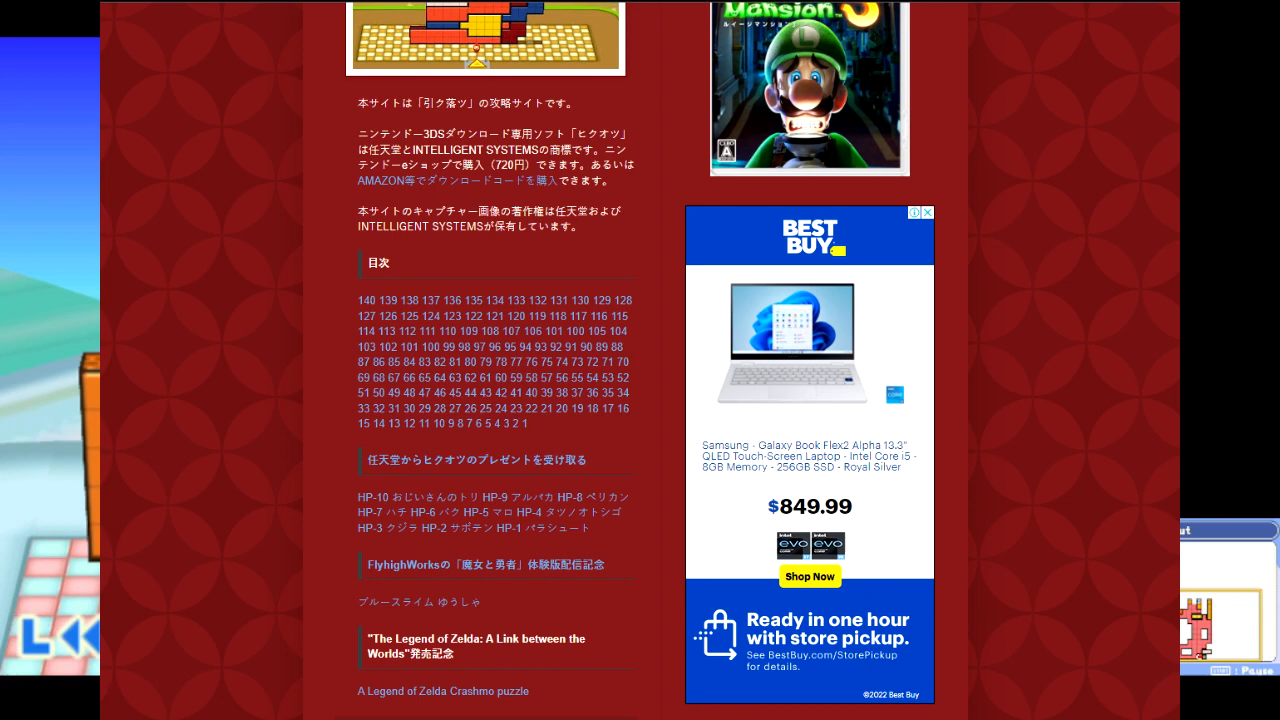 本サイトは「引ク落ツ」の攻略サイトです。
ニンテンドー3DSダウンロード専用ソフト「ヒクオツ」
は任天堂とINTELLIGENT SYSTEMSの商標です。ニン
テンドーeショップで購入（720円）できます。あるいは
AMAZON等でダウンロードコードを購入できます。
本サイトのキャプチャー画像の著作権は任天堂および
INTELLIGENT SYSTEMSが保有しています。
目次
140 139 138 137 136 135 134 133 132 131 130 129 128
127 126 125 124 123 122 121 120 119 118 117 116 115
114 113 112 111 110 109 108 107 106 101 100 105 104
103 102 101 100 99 98 97 96 95 94 93 92 91 90 89 88
87 86 85 84 83 82 81 80 79 78 77 76 75 74 73 72 71 70
69 68 67 66 65 64 63 62 61 60 59 58 57 56 55 54 53 52
51 50 49 48 47 46 45 44 43 42 41 40 39 38 37 36 35 34
33 32 31 30 29 28 27 26 25 24 23 22 21 20 19 18 17 16
15 14 13 12 11 10 9 8 7 6 5 4 3 2 1
任天堂からヒクオツのプレゼントを受け取る
HP-10 おじいさんのトリ HP-9 アルパカ HP-8 ペリカン
HP-7 ハチ HP-6 バク HP-5 マロ HP-4 タツノオトシゴ
HP-3 クジラ HP-2 サボテン HP-1 パラシュート
FlyhighWorksの「魔女と勇者」体験版配信記念
ブルースライム ゆうしゃ
"The Legend of Zelda: A Link between the
Worlds"発売記念
A Legend of Zelda Crashmo puzzle
Mansion 3
ルイージマンション
L
CERO
A
BEST
BUY
intel
CORE
Samsung - Galaxy Book Flex2 Alpha 13.3"
QLED Touch-Screen Laptop - Intel Core i5 -
8GB Memory - 256GB SSD - Royal Silver
$849.99
intel intel
evo evo
CORE CORE
Shop Now
Ready in one hour
with store pickup.
See BestBuy.com/StorePickup
for details.
©2022 Best Buy
L
ut
: Pause